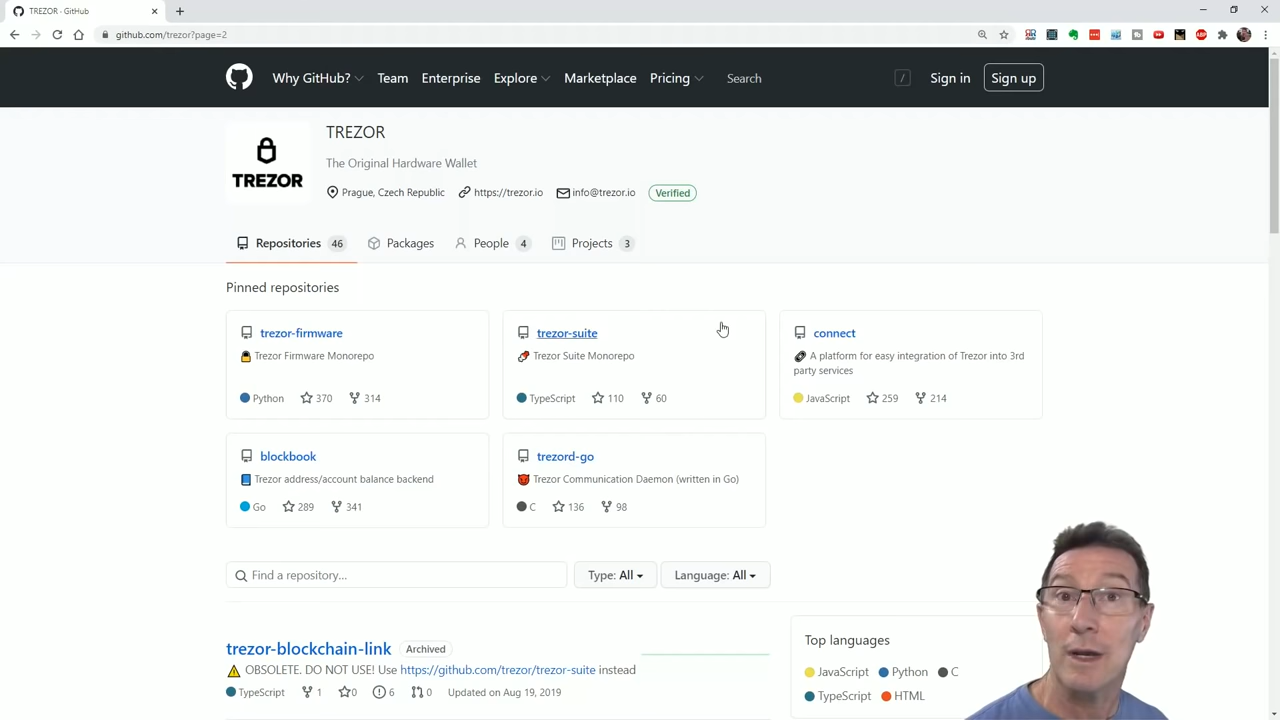 TREZOR · GitHub
github.com/trezor?page=2
Why GitHub? Team Enterprise Explore Marketplace Pricing Search / Sign in Sign up
TREZOR
TREZOR
The Original Hardware Wallet
Prague, Czech Republic https://trezor.io info@trezor.io Verified
Repositories 46 Packages People 4 Projects 3
Pinned repositories
trezor-firmware
Trezor Firmware Monorepo
Python 370 314
trezor-suite
Trezor Suite Monorepo
TypeScript 110 60
connect
A platform for easy integration of Trezor into 3rd
party services
JavaScript 259 214
blockbook
Trezor address/account balance backend
Go 289 341
trezord-go
Trezor Communication Daemon (written in Go)
C 136 98
Find a repository... Type: All Language: All
trezor-blockchain-link Archived
OBSOLETE. DO NOT USE! Use https://github.com/trezor/trezor-suite instead
TypeScript 1 0 6 0 Updated on Aug 19, 2019
Top languages
JavaScript Python C
TypeScript HTML